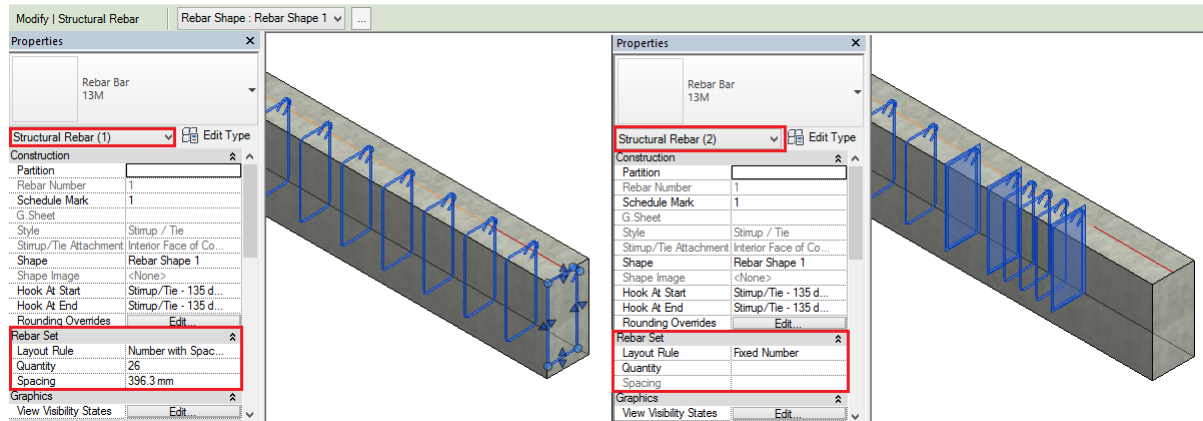 Modify | Structural Rebar
Rebar Shape : Rebar Shape 1
...
Properties
X
Rebar Bar
13M
Structural Rebar (1)
Edit Type
Construction
Partition
Rebar Number 1
Schedule Mark 1
G.Sheet
Style Stirrup / Tie
Stirrup/Tie Attachment Interior Face of Co...
Shape Rebar Shape 1
Shape Image <None>
Hook At Start Stirrup/Tie - 135 d...
Hook At End Stirrup/Tie - 135 d...
Rounding Overrides Edit...
Rebar Set
Layout Rule Number with Spac...
Quantity 26
Spacing 396.3 mm
Graphics
View Visibility States Edit...
Properties
X
Rebar Bar
13M
Structural Rebar (2)
Edit Type
Construction
Partition
Rebar Number 1
Schedule Mark 1
G.Sheet
Style Stirrup / Tie
Stirrup/Tie Attachment Interior Face of Co...
Shape Rebar Shape 1
Shape Image <None>
Hook At Start Stirrup/Tie - 135 d...
Hook At End Stirrup/Tie - 135 d...
Rounding Overrides Edit...
Rebar Set
Layout Rule Fixed Number
Quantity
Spacing
Graphics
View Visibility States Edit...